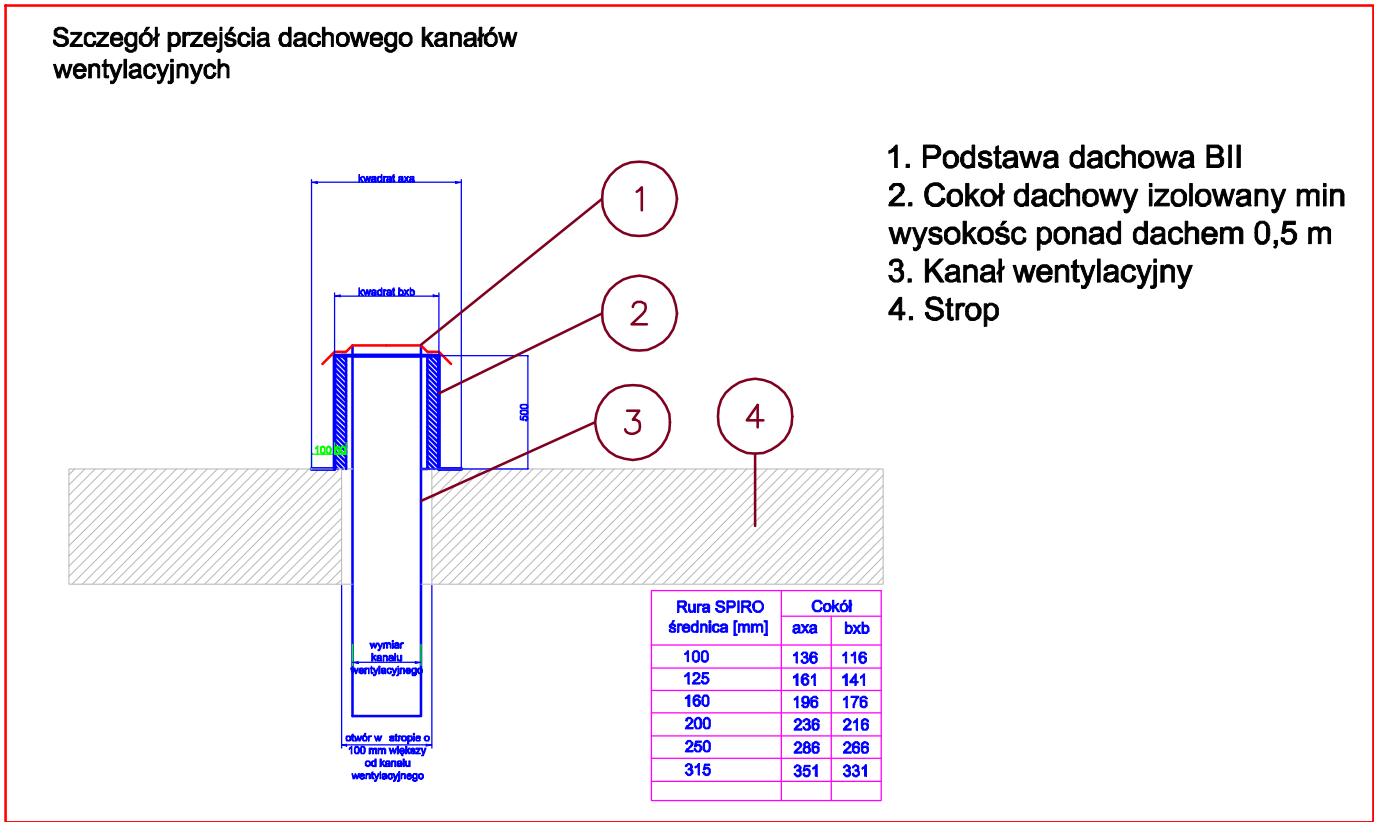 Szczegół przejścia dachowego kanałów
wentylacyjnych
1. Podstawa dachowa BII
2. Cokoł dachowy izolowany min
wysokośc ponad dachem 0,5 m
3. Kanał wentylacyjny
4. Strop
kwadrat axa
1
kwadrat bxb
2
500
3
4
100
wymiar
kanału
wentylacyjnego
otwór w stropie o
100 mm większy
od kanału
wentylacyjnego
Rura SPIRO Cokół
średnica [mm] axa bxb
100 136 116
125 161 141
160 196 176
200 236 216
250 286 266
315 351 331